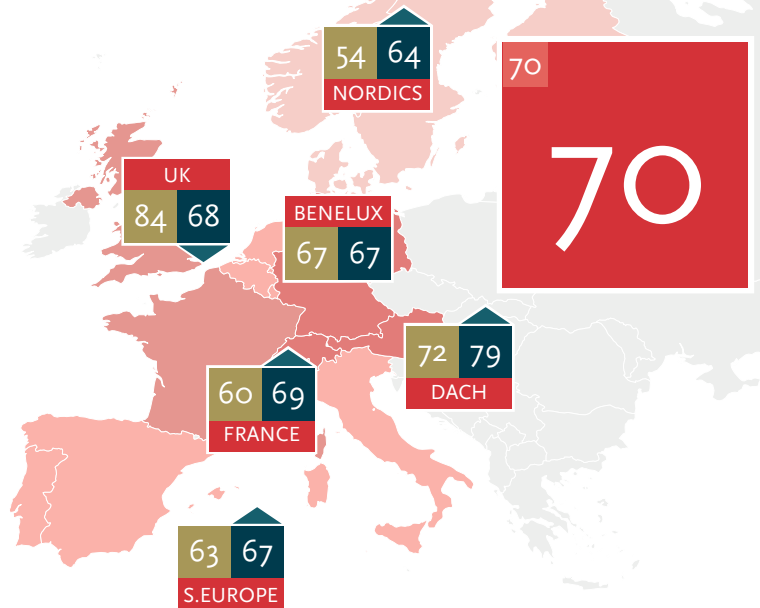 54 64
NORDICS
70
70
UK
84 68
BENELUX
67 67
72 79
DACH
60 69
FRANCE
63 67
S.EUROPE